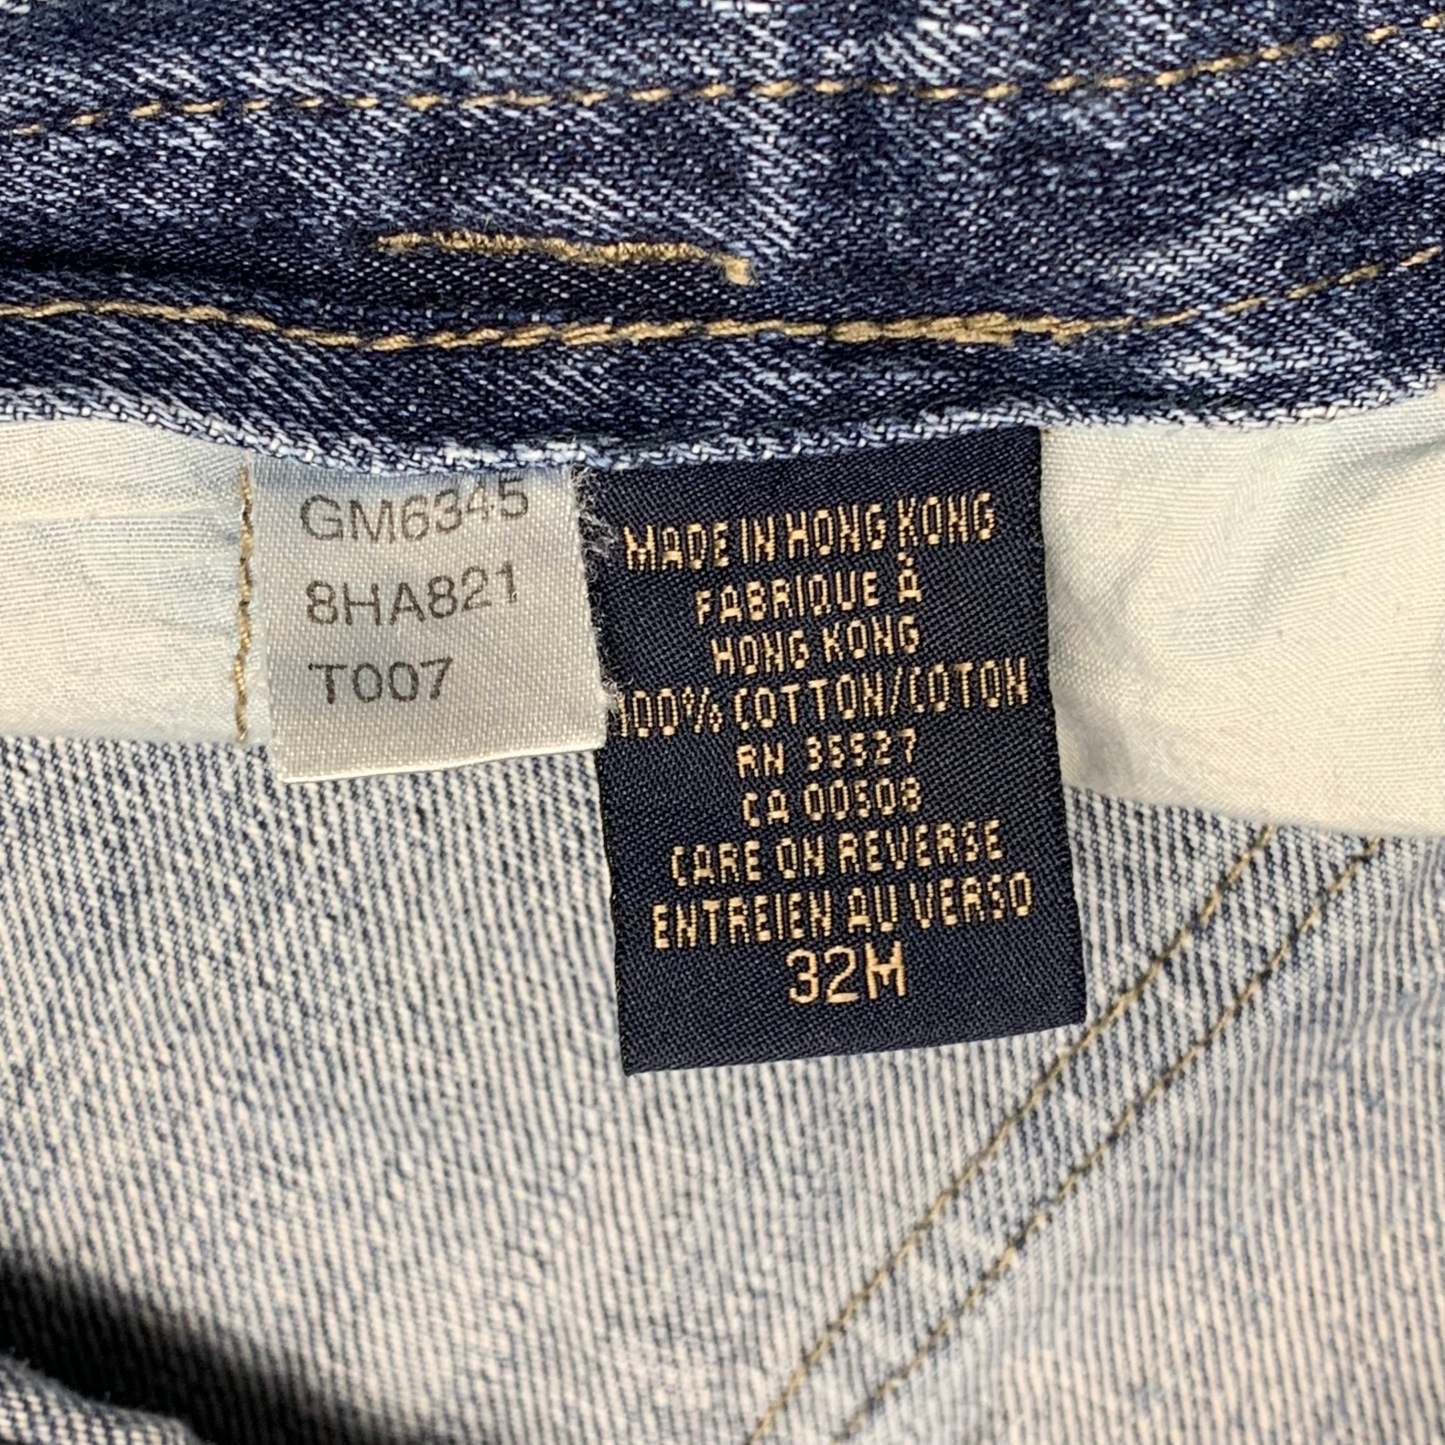 GM6345
8HA821
T007
MADE IN HONG KONG
FABRIQUE À
HONG KONG
100% COTTON/COTON
RN 35527
CA 00508
CARE ON REVERSE
ENTREIEN AU VERSO
32M